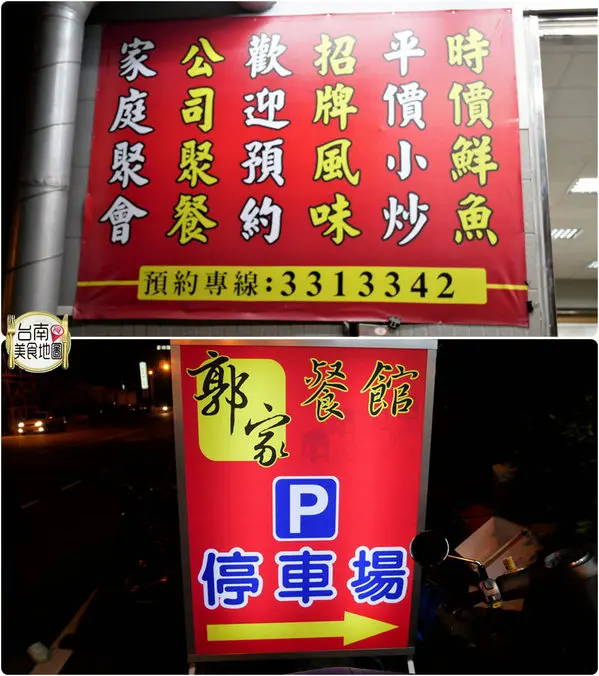 時價鮮魚
平價小炒
招牌風味
歡迎預約
公司聚餐
家庭聚會
預約專線:3313342
台南
美食地圖
郭家餐館
P
停車場